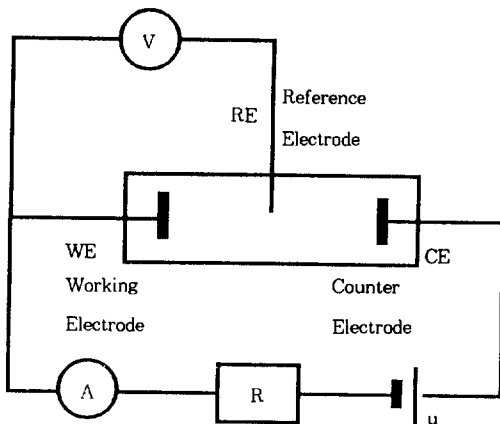 V
Reference
RE
Electrode
WE
CE
Working
Counter
Electrode
Electrode
A
R
u